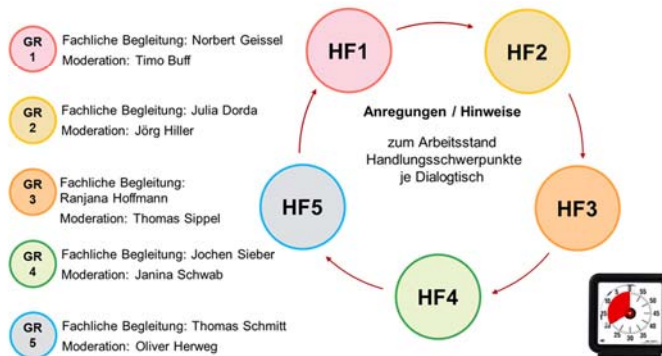 GR
1
Fachliche Begleitung: Norbert Geissel
Moderation: Timo Buff
GR
2
Fachliche Begleitung: Julia Dorda
Moderation: Jörg Hiller
GR
3
Fachliche Begleitung:
Ranjana Hoffmann
Moderation: Thomas Sippel
GR
4
Fachliche Begleitung: Jochen Sieber
Moderation: Janina Schwab
GR
5
Fachliche Begleitung: Thomas Schmitt
Moderation: Oliver Herweg
HF1
HF2
HF3
HF4
HF5
Anregungen / Hinweise
zum Arbeitsstand
Handlungsschwerpunkte
je Dialogtisch